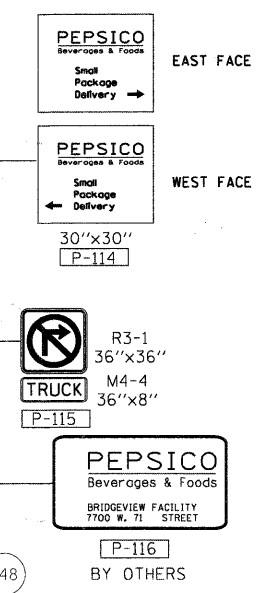 PEPSICO
Beverages & Foods
Small
Package
Delivery →
EAST FACE
PEPSICO
Beverages & Foods
Small
Package
← Delivery
WEST FACE
30"x30"
P-114
R3-1
36"x36"
TRUCK
M4-4
36"x8"
P-115
PEPSICO
Beverages & Foods
BRIDGEVIEW FACILITY
7700 W. 71 STREET
P-116
48
BY OTHERS